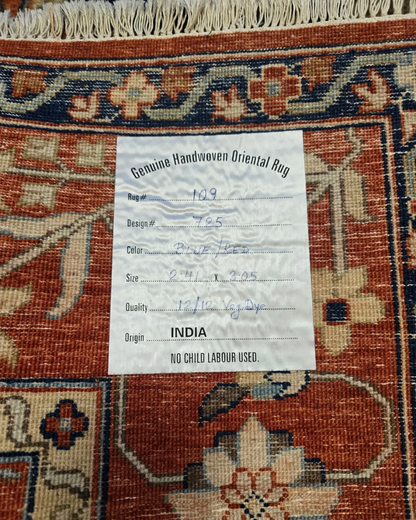 Genuine Handwoven Oriental Rug
Rug# 109
Design# 785
Color Blue/Red
Size 2.41 x 3.05
Quality 12/12 Veg Dye
Origin INDIA
NO CHILD LABOUR USED.